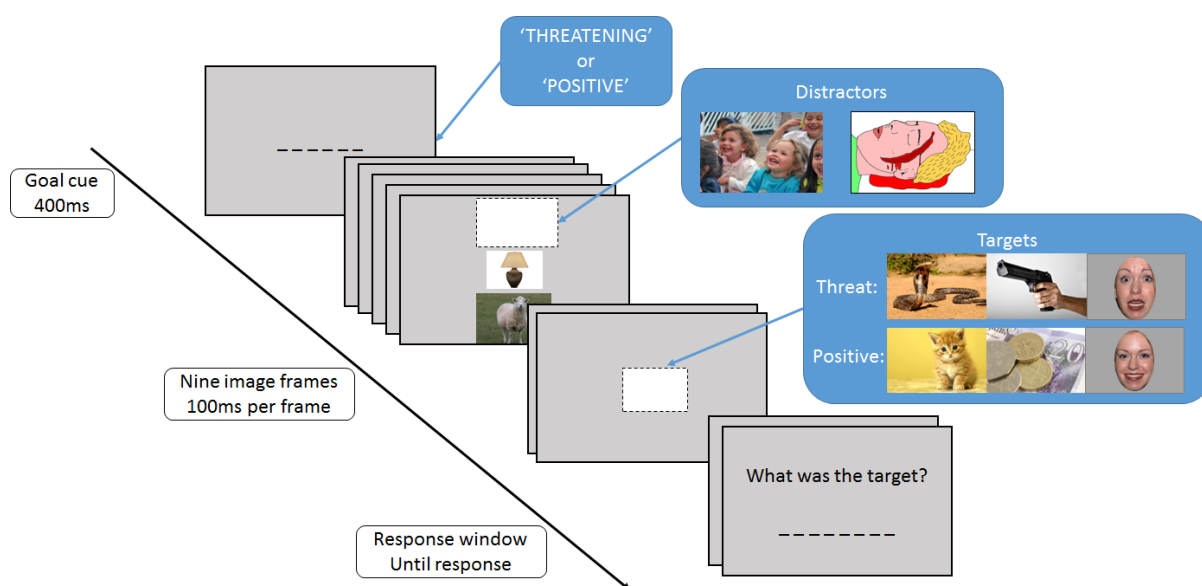 ‘THREATENING’
or
‘POSITIVE’
_ _ _ _ _ _
Distractors
Goal cue
400ms
Targets
Threat:
Positive:
20
Nine image frames
100ms per frame
What was the target?
_ _ _ _ _ _ _ _
Response window
Until response